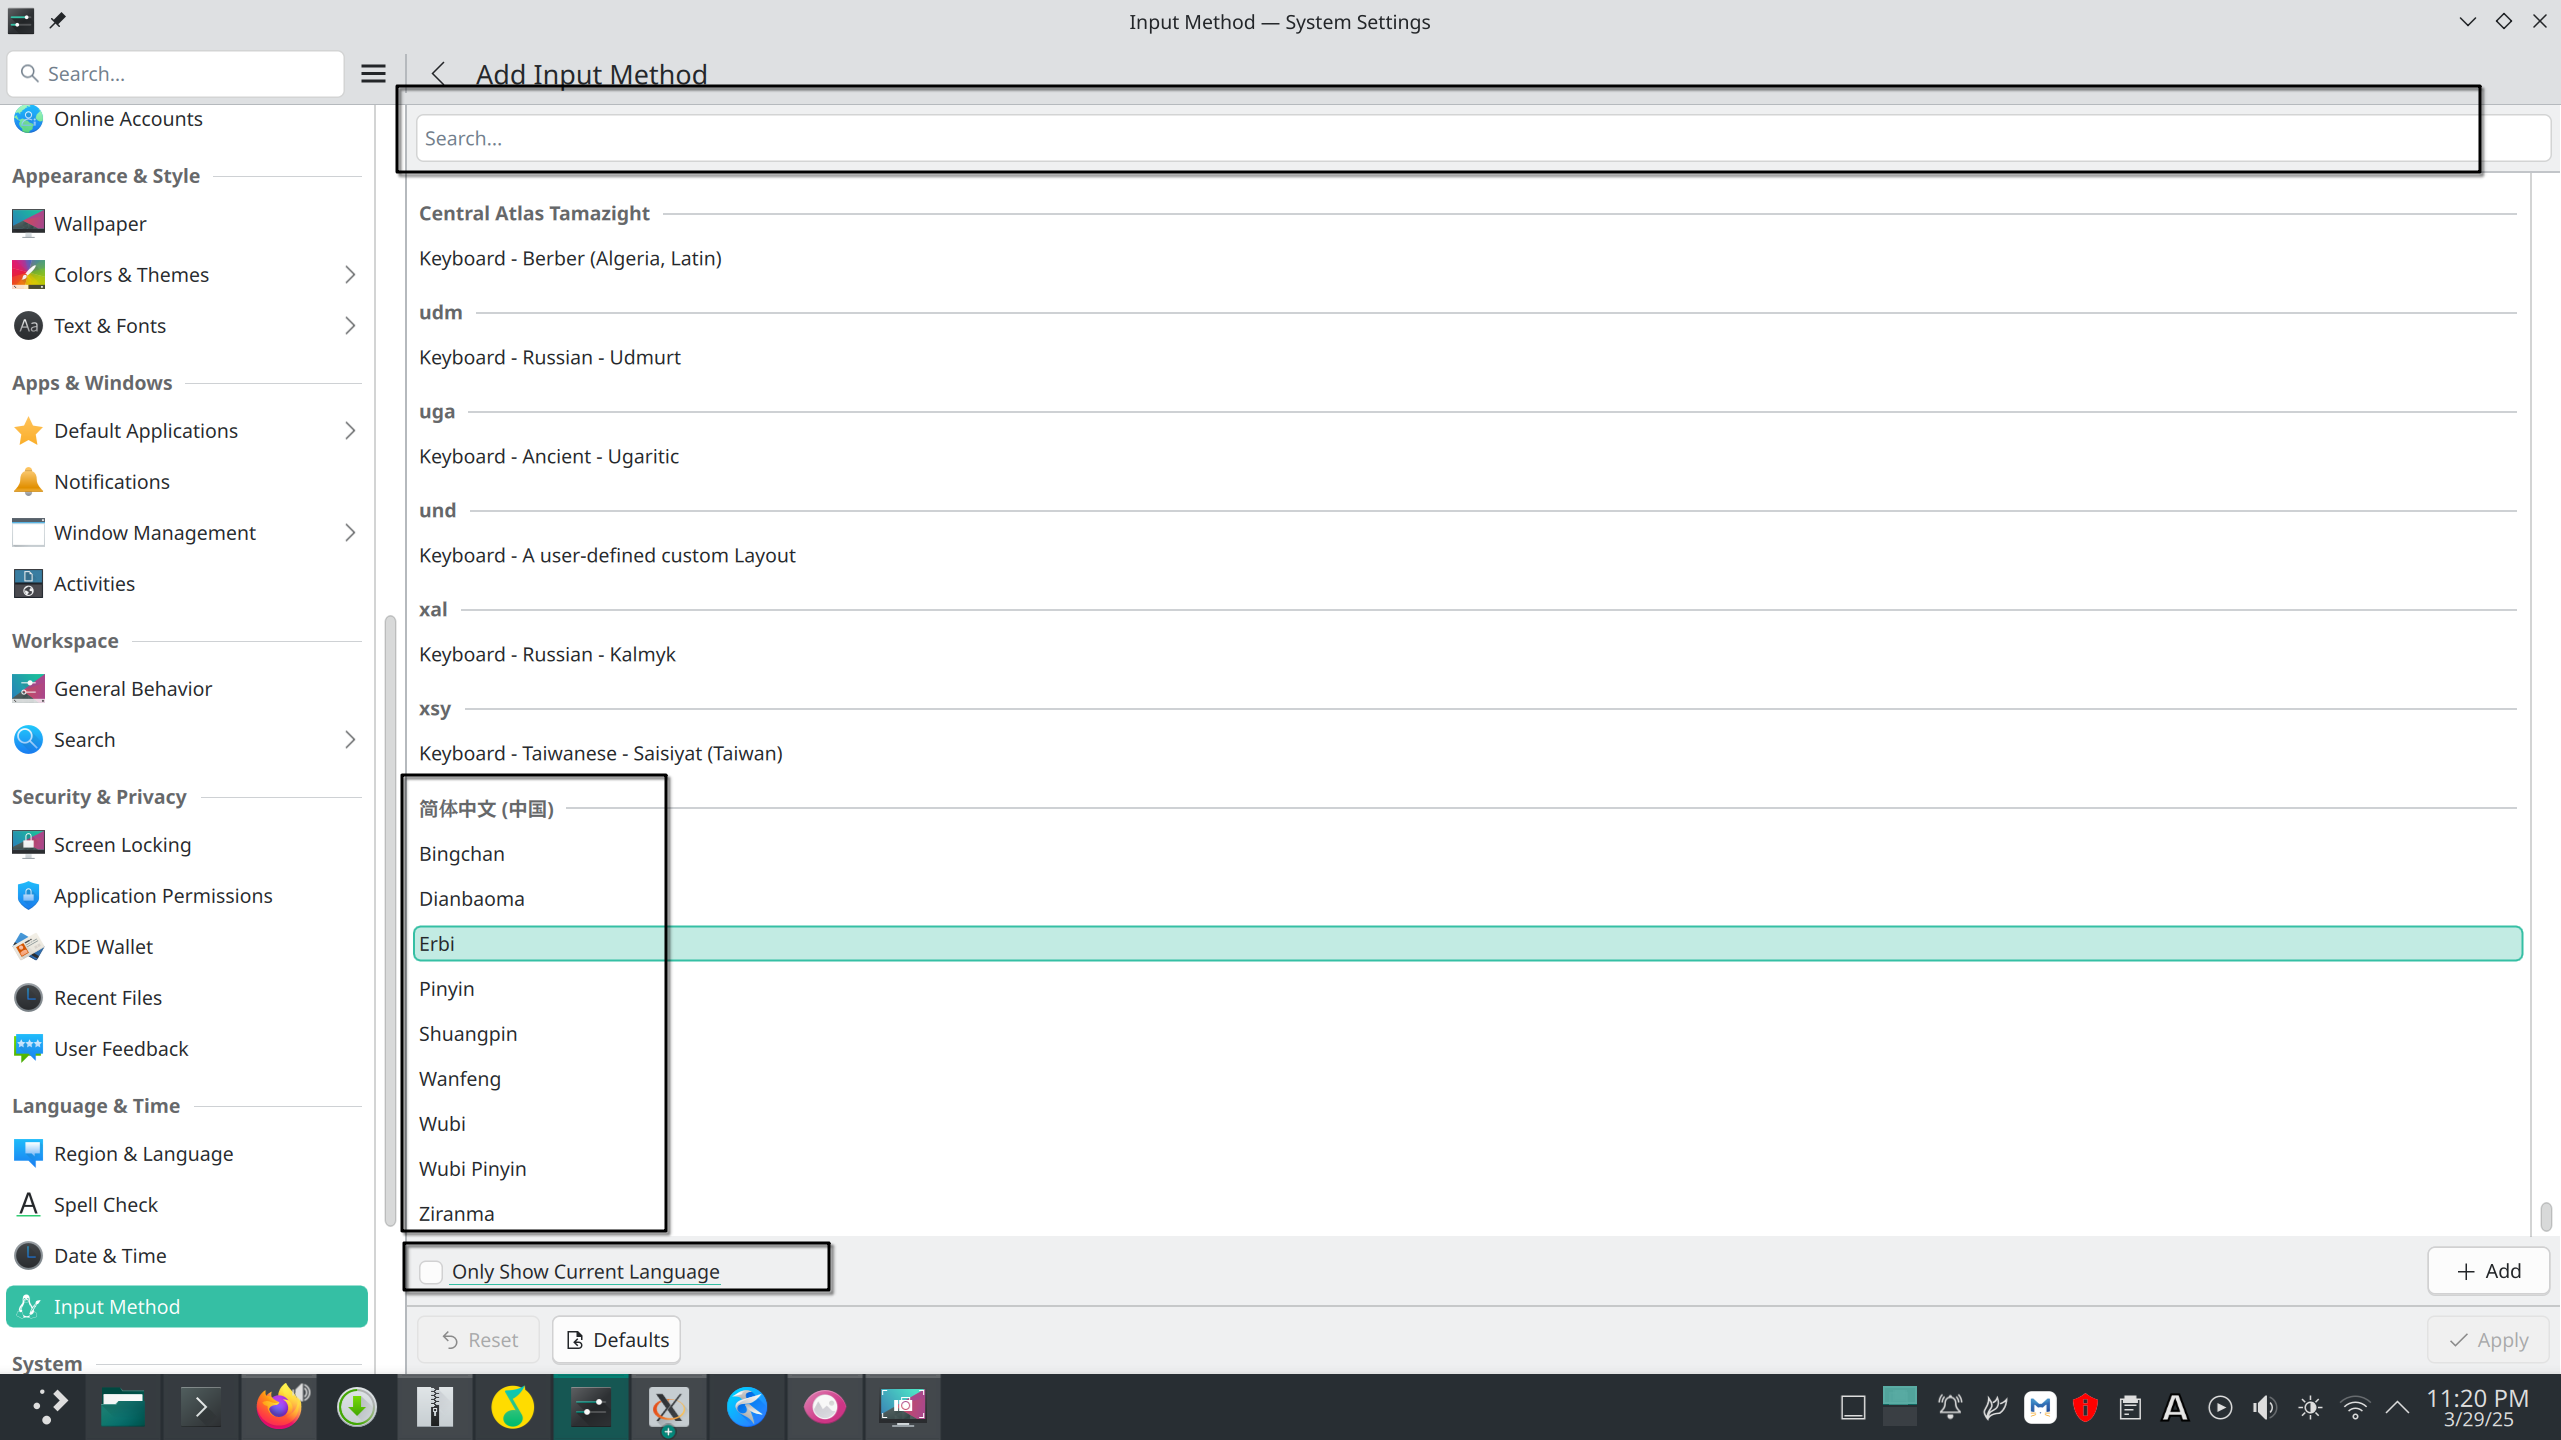 Input Method — System Settings
Search...
Add Input Method
Search...
Online Accounts
Appearance & Style
Wallpaper
Colors & Themes
Aa
Text & Fonts
Apps & Windows
Default Applications
Notifications
Window Management
Activities
Workspace
General Behavior
Search
Security & Privacy
Screen Locking
Application Permissions
KDE Wallet
Recent Files
User Feedback
Language & Time
Region & Language
A
Spell Check
Date & Time
Input Method
System
Central Atlas Tamazight
Keyboard - Berber (Algeria, Latin)
udm
Keyboard - Russian - Udmurt
uga
Keyboard - Ancient - Ugaritic
und
Keyboard - A user-defined custom Layout
xal
Keyboard - Russian - Kalmyk
xsy
Keyboard - Taiwanese - Saisiyat (Taiwan)
简体中文 (中国)
Bingchan
Dianbaoma
Erbi
Pinyin
Shuangpin
Wanfeng
Wubi
Wubi Pinyin
Ziranma
Only Show Current Language
Add
Reset
Defaults
Apply
M
A
11:20 PM
3/29/25